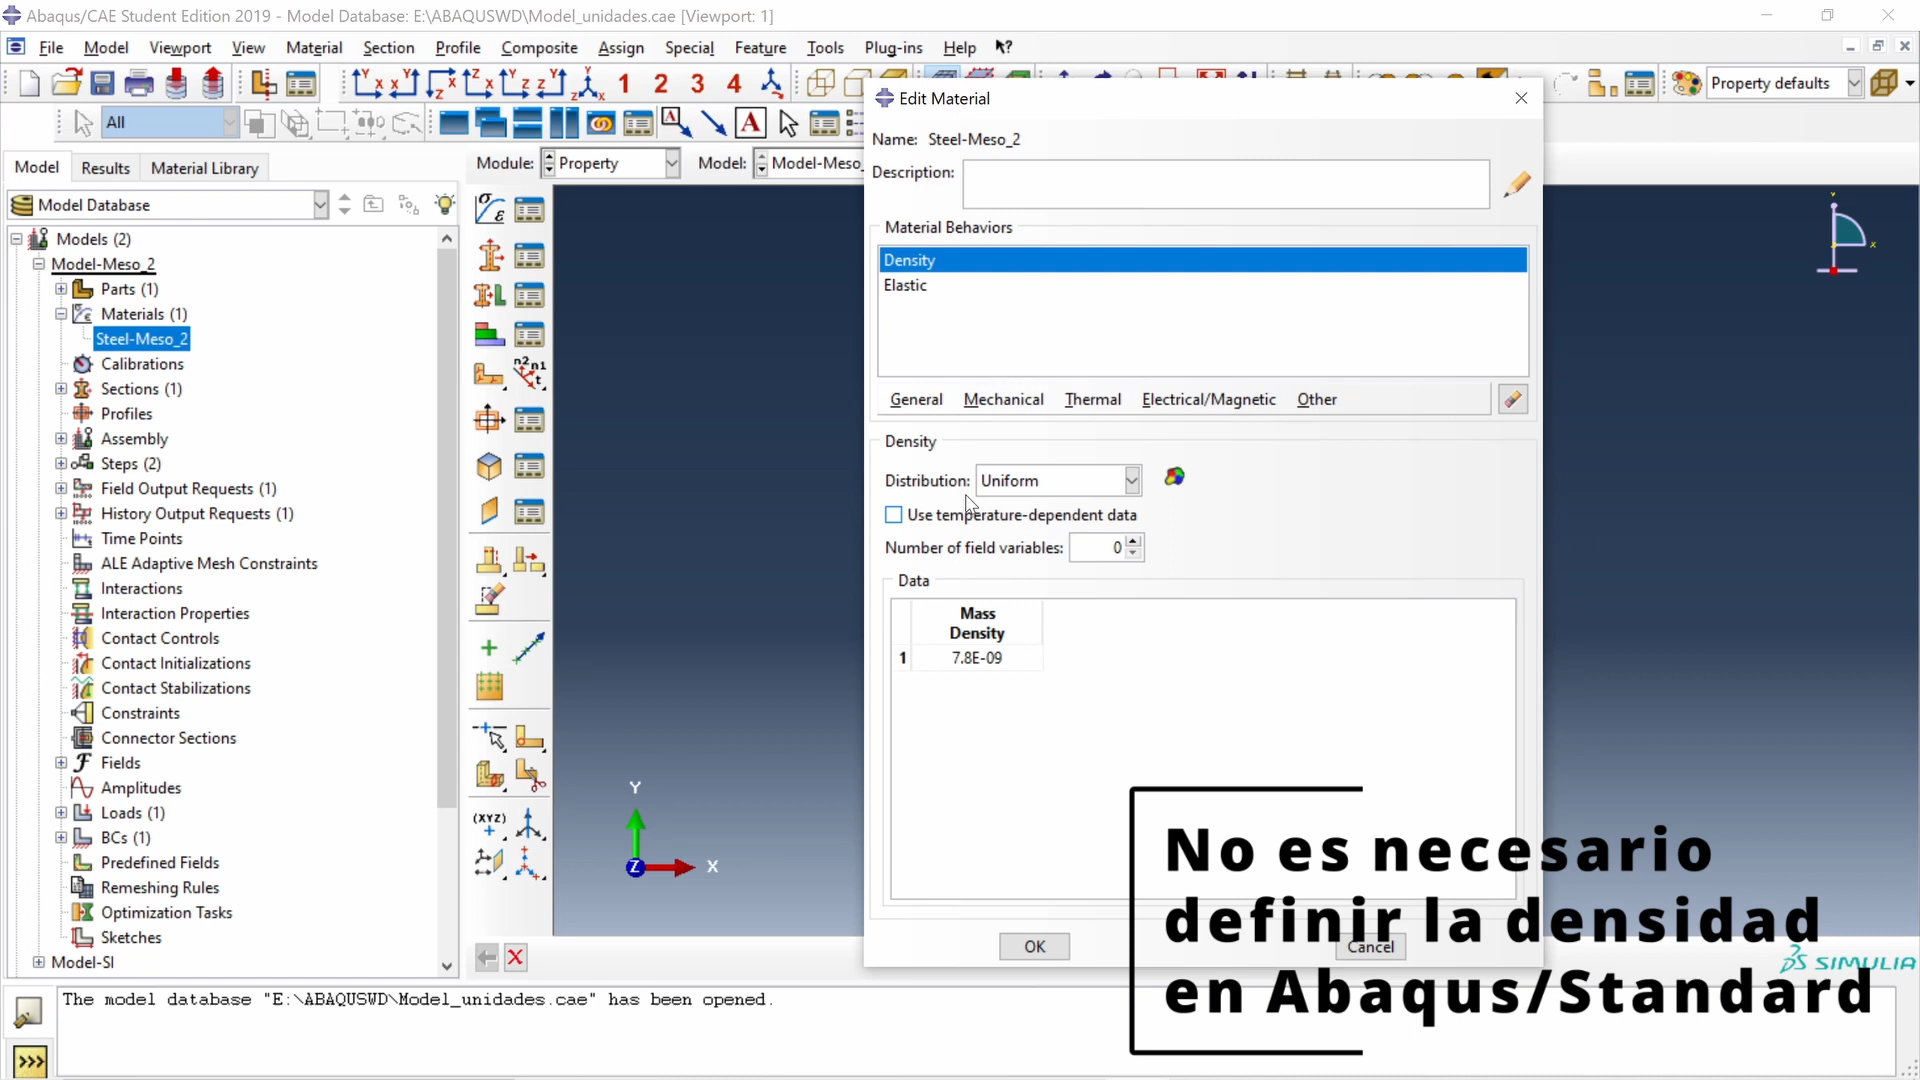 Abaqus/CAE Student Edition 2019 - Model Database: E:\ABAQUSWD\Model_unidades.cae [Viewport: 1]
File Model Viewport View Material Section Profile Composite Assign Special Feature Tools Plug-ins Help
1 2 3 4
Property defaults
All
Model Results Material Library
Module: Property Model: Model-Meso_
Model Database
Models (2)
Model-Meso_2
Parts (1)
Materials (1)
Steel-Meso_2
Calibrations
Sections (1)
Profiles
Assembly
Steps (2)
Field Output Requests (1)
History Output Requests (1)
Time Points
ALE Adaptive Mesh Constraints
Interactions
Interaction Properties
Contact Controls
Contact Initializations
Contact Stabilizations
Constraints
Connector Sections
Fields
Amplitudes
Loads (1)
BCs (1)
Predefined Fields
Remeshing Rules
Optimization Tasks
Sketches
Model-SI
(XYZ)
Y
Z
X
Edit Material
Name: Steel-Meso_2
Description:
Material Behaviors
Density
Elastic
General Mechanical Thermal Electrical/Magnetic Other
Density
Distribution: Uniform
Use temperature-dependent data
Number of field variables: 0
Data
Mass
Density
1 7.8E-09
OK
Cancel
No es necesario
definir la densidad
en Abaqus/Standard
SIMULIA
The model database "E:\ABAQUSWD\Model_unidades.cae" has been opened.
>>>